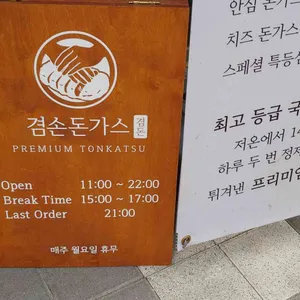 겸손돈가스 겸돈
PREMIUM TONKATSU
Open 11:00 ~ 22:00
Break Time 15:00 ~ 17:00
Last Order 21:00
매주 월요일 휴무
안심 돈가
치즈 돈가스
스페셜 특등
최고 등급 국
저온에서 14
하루 두 번 정제
튀겨낸 프리미엄